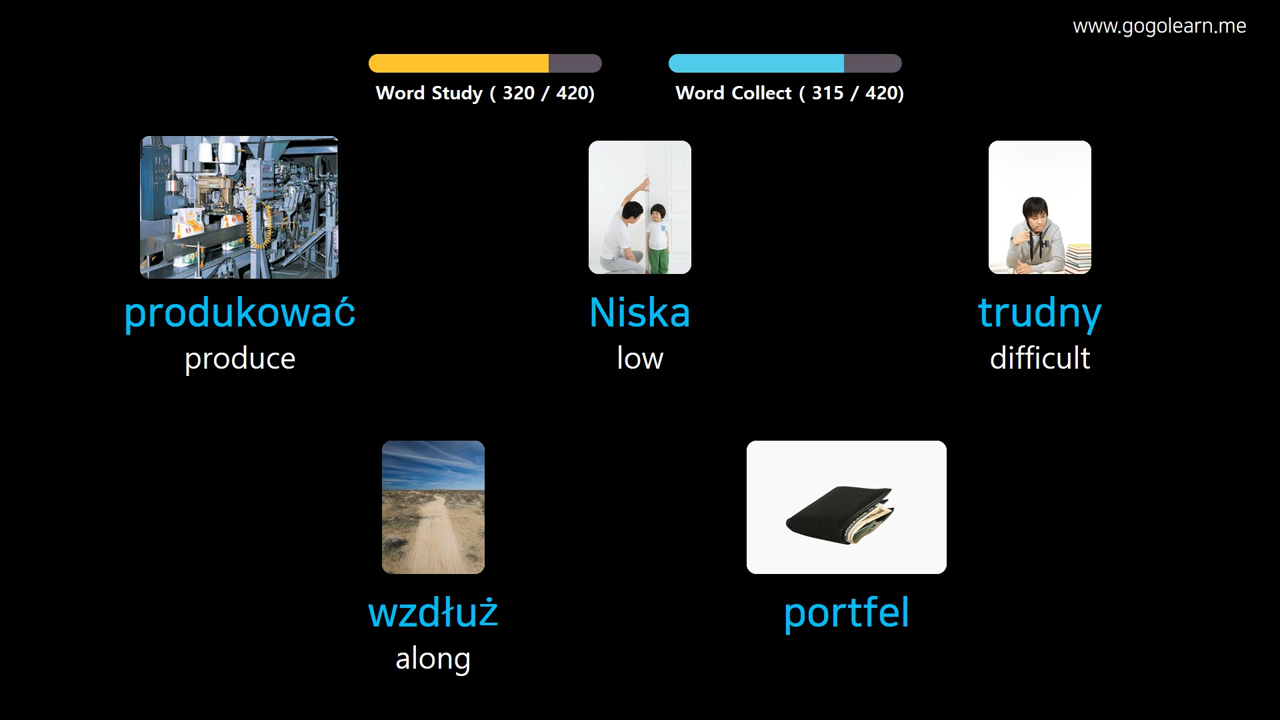 www.gogolearn.me
Word Study ( 320 / 420)
Word Collect ( 315 / 420)
produkować
produce
Niska
low
trudny
difficult
wzdłuż
along
portfel